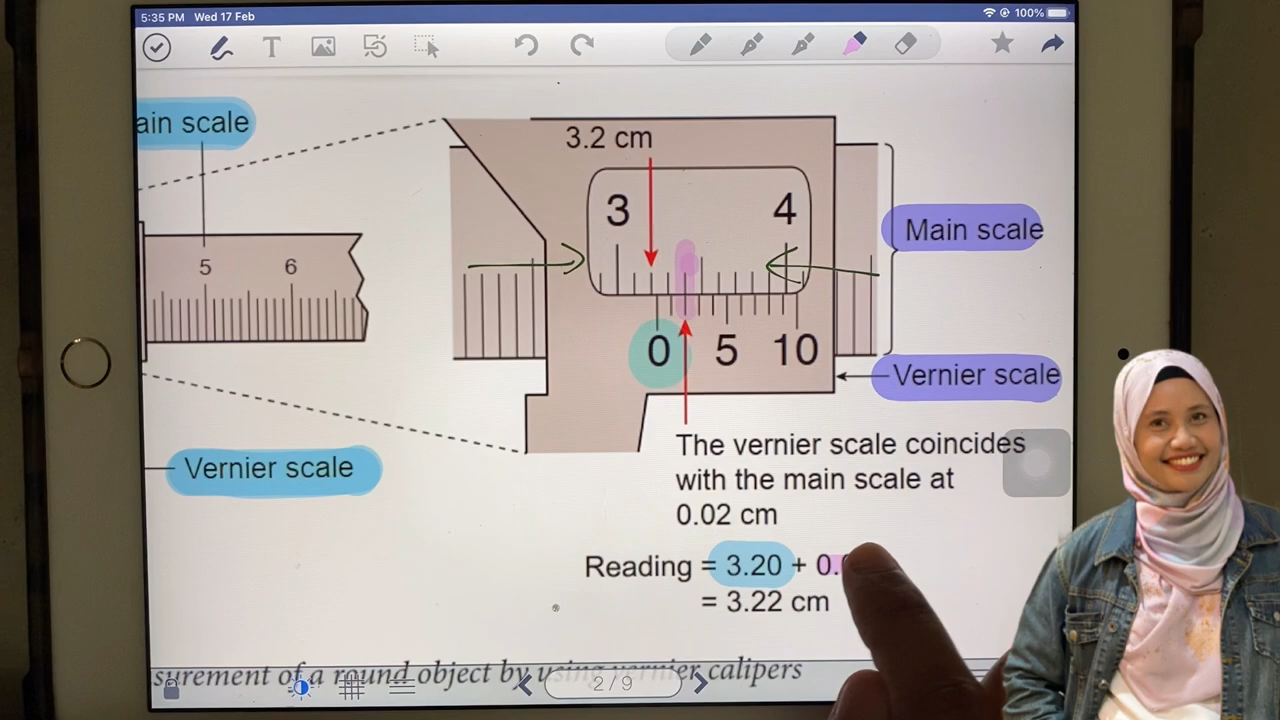 5:35 PM Wed 17 Feb
100%
T
ain scale
3.2 cm
3 4
Main scale
5 6
0 5 10
Vernier scale
Vernier scale
The vernier scale coincides
with the main scale at
0.02 cm
Reading = 3.20 + 0.
= 3.22 cm
surement of a round object by using vernier calipers
2/9